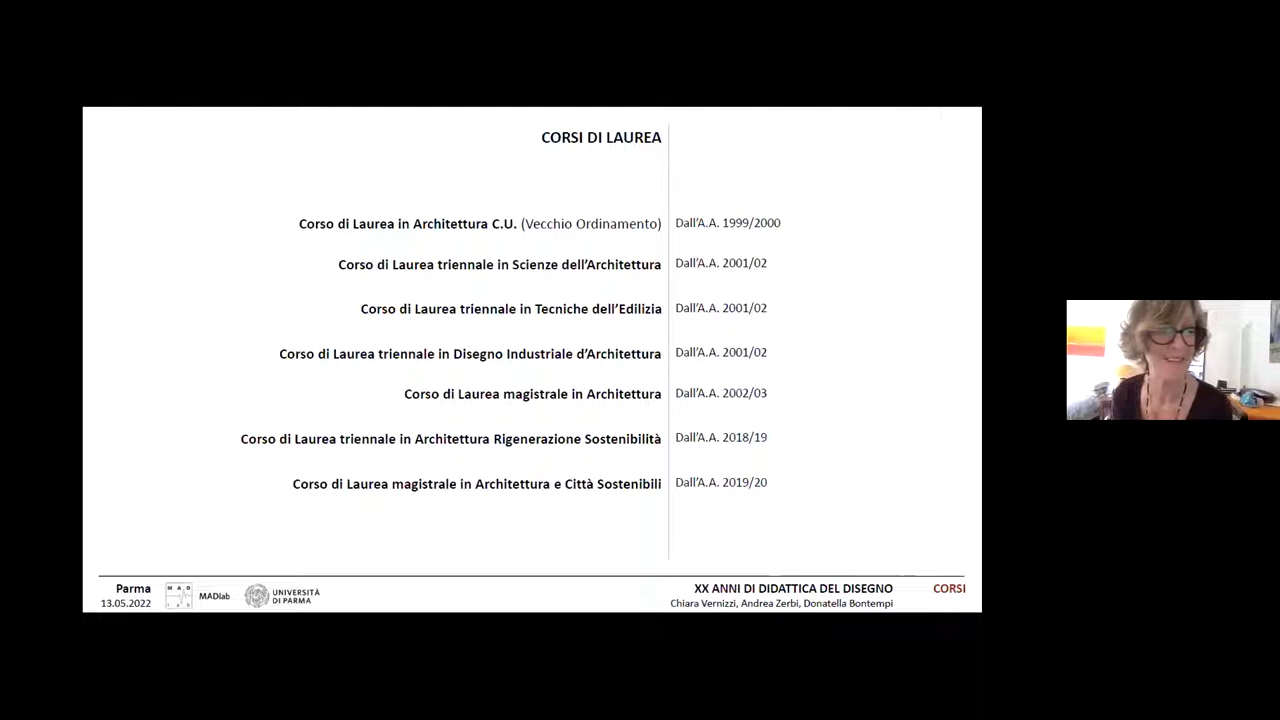 CORSI DI LAUREA
Corso di Laurea in Architettura C.U. (Vecchio Ordinamento) Dall'A.A. 1999/2000
Corso di Laurea triennale in Scienze dell'Architettura Dall'A.A. 2001/02
Corso di Laurea triennale in Tecniche dell'Edilizia Dall'A.A. 2001/02
Corso di Laurea triennale in Disegno Industriale d'Architettura Dall'A.A. 2001/02
Corso di Laurea magistrale in Architettura Dall'A.A. 2002/03
Corso di Laurea triennale in Architettura Rigenerazione Sostenibilità Dall'A.A. 2018/19
Corso di Laurea magistrale in Architettura e Città Sostenibili Dall'A.A. 2019/20
Parma
13.05.2022
MAD
LAB
MADlab
UNIVERSITÀ
DI PARMA
XX ANNI DI DIDATTICA DEL DISEGNO
Chiara Vernizzi, Andrea Zerbi, Donatella Bontempi
CORSI